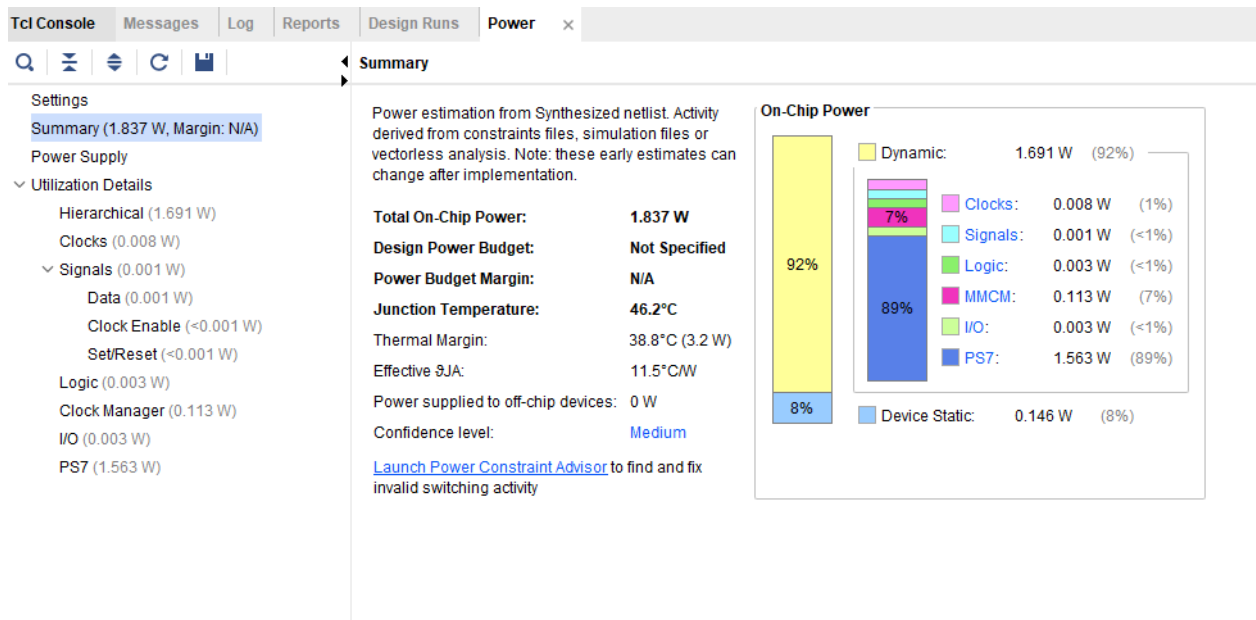 Tcl Console Messages Log Reports Design Runs Power ×
Summary
Settings
Summary (1.837 W, Margin: N/A)
Power Supply
Utilization Details
Hierarchical (1.691 W)
Clocks (0.008 W)
Signals (0.001 W)
Data (0.001 W)
Clock Enable (<0.001 W)
Set/Reset (<0.001 W)
Logic (0.003 W)
Clock Manager (0.113 W)
I/O (0.003 W)
PS7 (1.563 W)
Power estimation from Synthesized netlist. Activity
derived from constraints files, simulation files or
vectorless analysis. Note: these early estimates can
change after implementation.
Total On-Chip Power: 1.837 W
Design Power Budget: Not Specified
Power Budget Margin: N/A
Junction Temperature: 46.2°C
Thermal Margin: 38.8°C (3.2 W)
Effective ϑJA: 11.5°C/W
Power supplied to off-chip devices: 0 W
Confidence level: Medium
Launch Power Constraint Advisor to find and fix
invalid switching activity
On-Chip Power
92%
8%
Dynamic: 1.691 W (92%)
7%
89%
Clocks: 0.008 W (1%)
Signals: 0.001 W (<1%)
Logic: 0.003 W (<1%)
MMCM: 0.113 W (7%)
I/O: 0.003 W (<1%)
PS7: 1.563 W (89%)
Device Static: 0.146 W (8%)